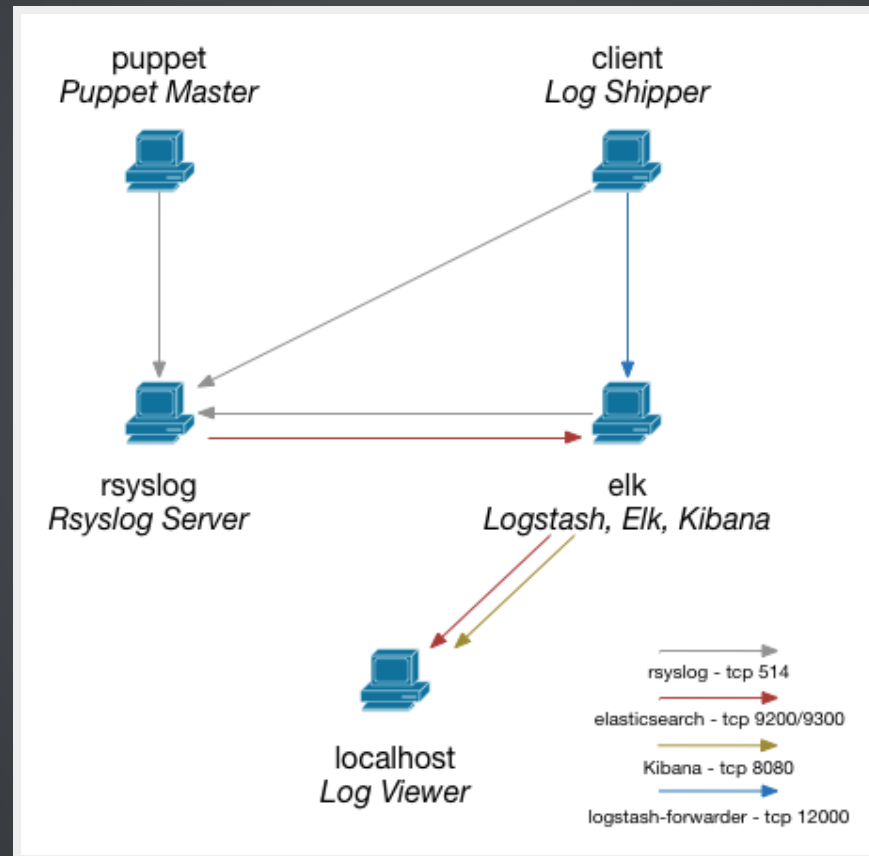 puppet
Puppet Master
client
Log Shipper
rsyslog
Rsyslog Server
elk
Logstash, Elk, Kibana
localhost
Log Viewer
rsyslog - tcp 514
elasticsearch - tcp 9200/9300
Kibana - tcp 8080
logstash-forwarder - tcp 12000